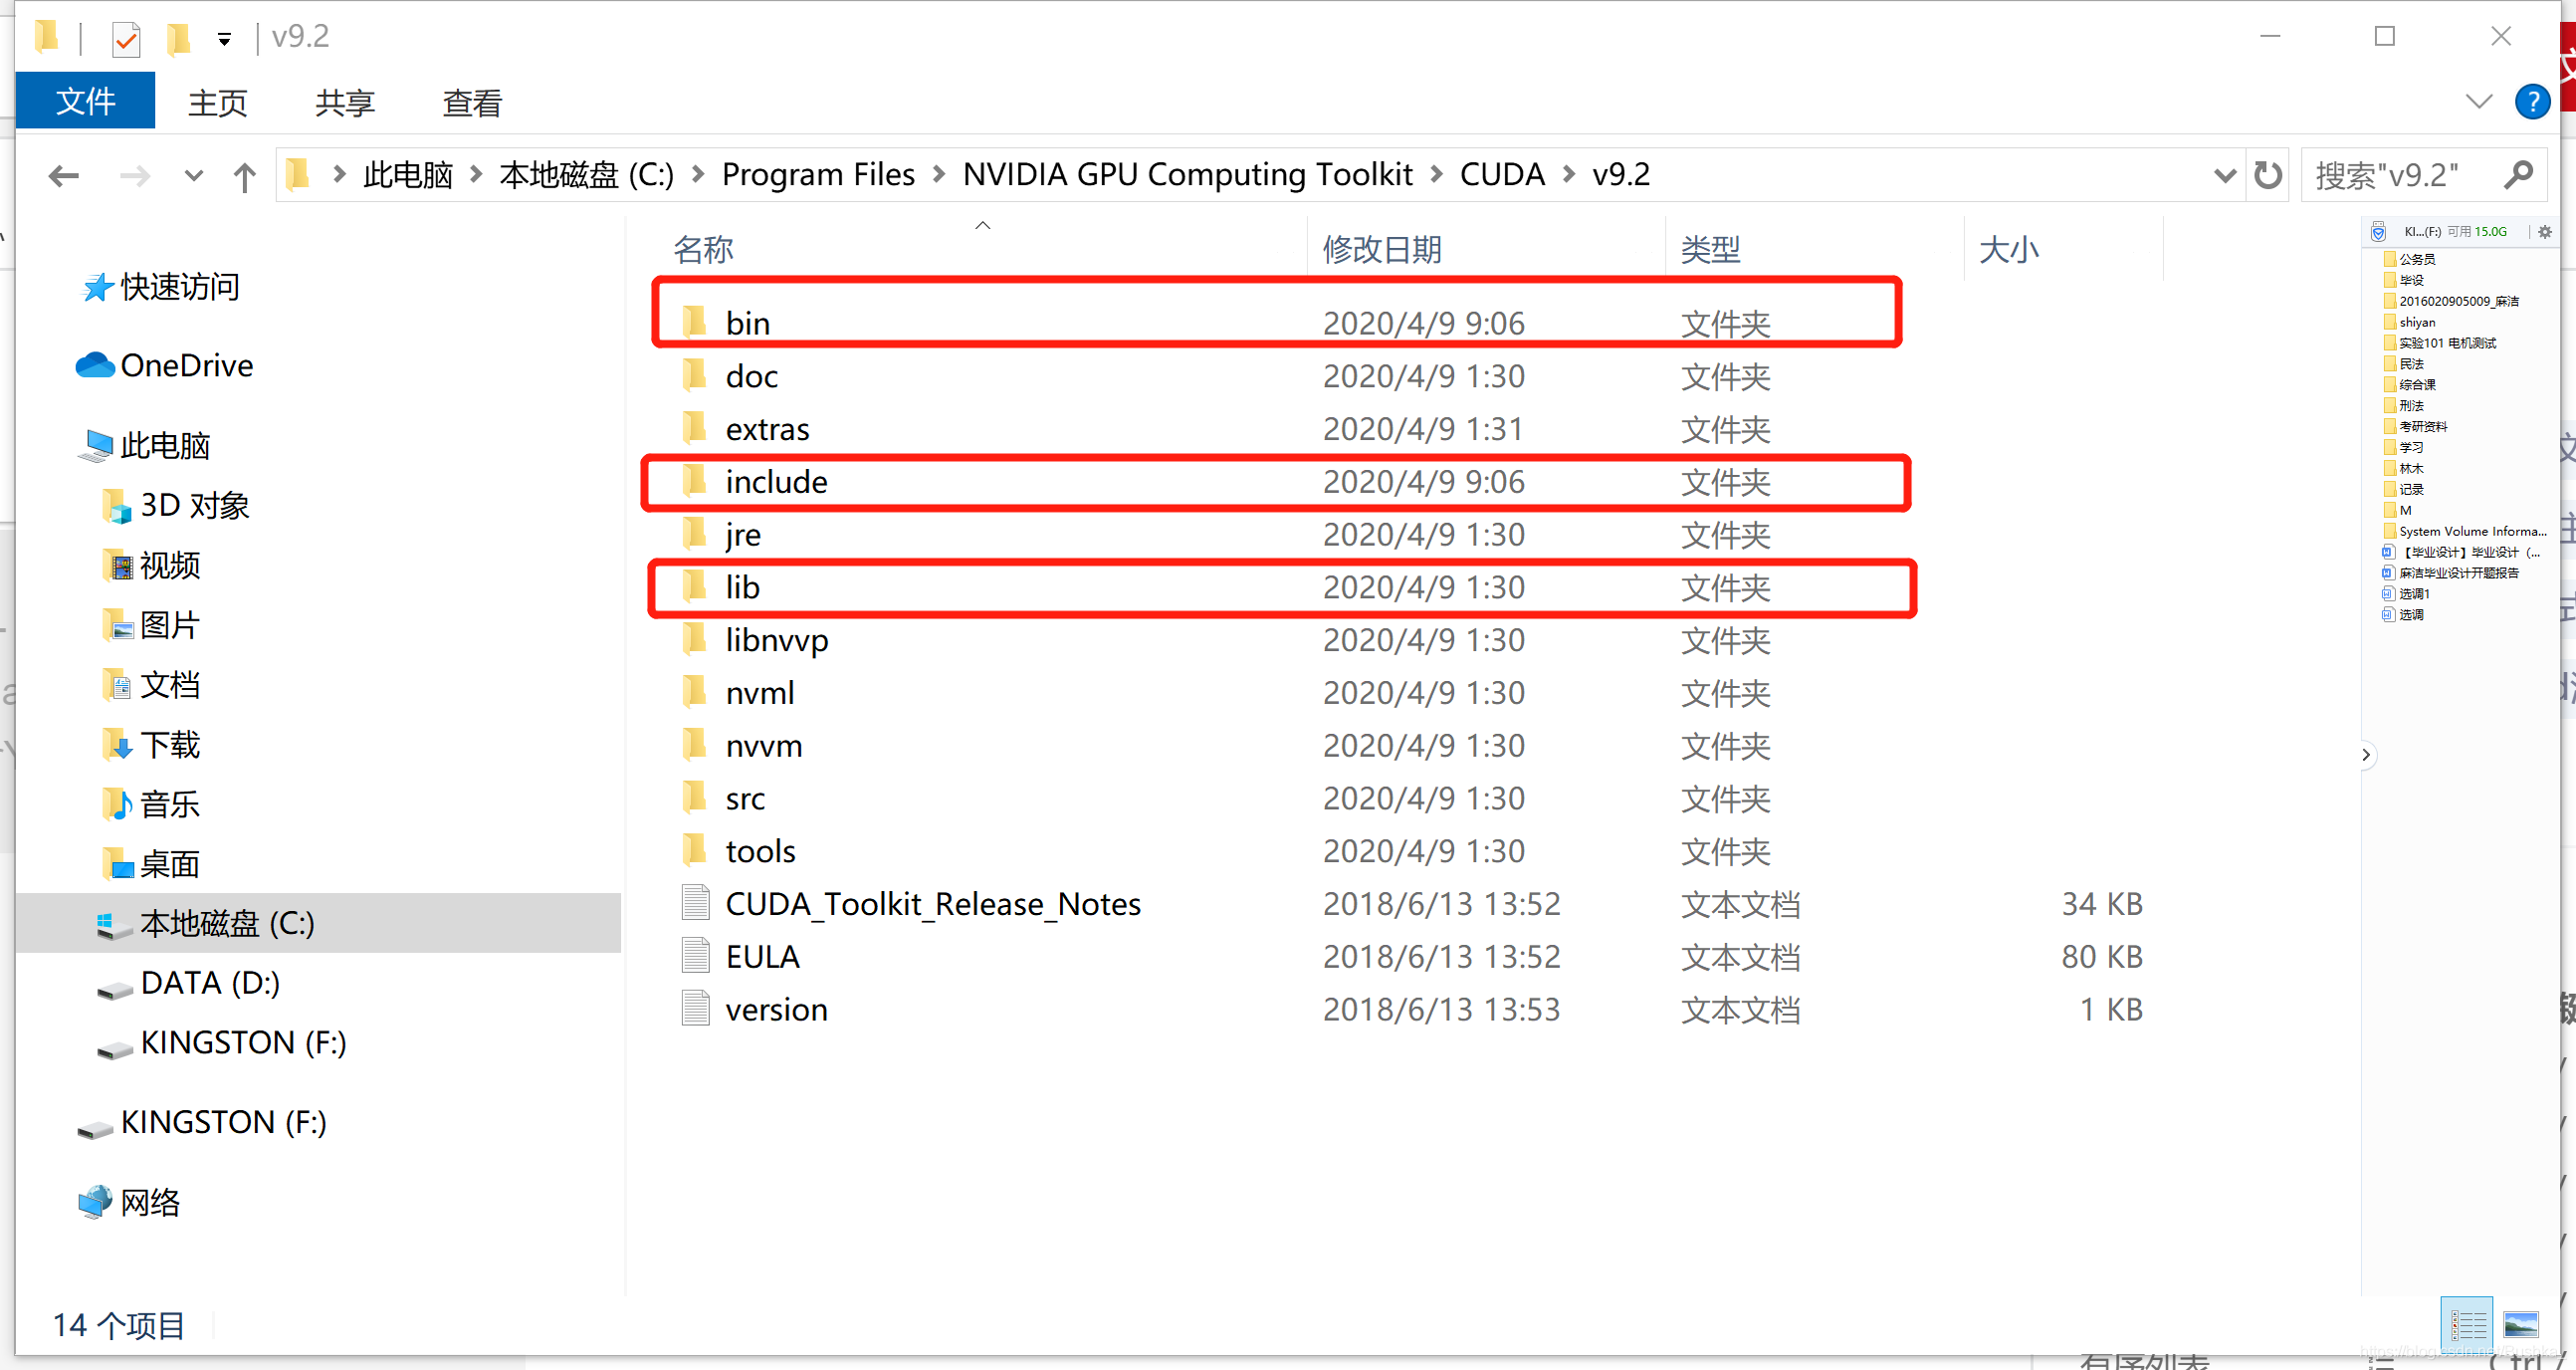 v9.2
文件 主页 共享 查看
此电脑 本地磁盘 (C:) Program Files NVIDIA GPU Computing Toolkit CUDA v9.2
搜索"v9.2"
快速访问
OneDrive
此电脑
3D 对象
视频
图片
文档
下载
音乐
桌面
本地磁盘 (C:)
DATA (D:)
KINGSTON (F:)
KINGSTON (F:)
网络
名称 修改日期 类型 大小
bin 2020/4/9 9:06 文件夹
doc 2020/4/9 1:30 文件夹
extras 2020/4/9 1:31 文件夹
include 2020/4/9 9:06 文件夹
jre 2020/4/9 1:30 文件夹
lib 2020/4/9 1:30 文件夹
libnvvp 2020/4/9 1:30 文件夹
nvml 2020/4/9 1:30 文件夹
nvvm 2020/4/9 1:30 文件夹
src 2020/4/9 1:30 文件夹
tools 2020/4/9 1:30 文件夹
CUDA_Toolkit_Release_Notes 2018/6/13 13:52 文本文档 34 KB
EULA 2018/6/13 13:52 文本文档 80 KB
version 2018/6/13 13:53 文本文档 1 KB
KI...(F:) 可用 15.0G
公务员
毕设
2016020905009_麻洁
shiyan
实验101 电机测试
民法
综合课
刑法
考研资料
学习
林木
记录
M
System Volume Informa...
【毕业设计】毕业设计（...
麻洁毕业设计开题报告
选调1
选调
14 个项目
有序列表